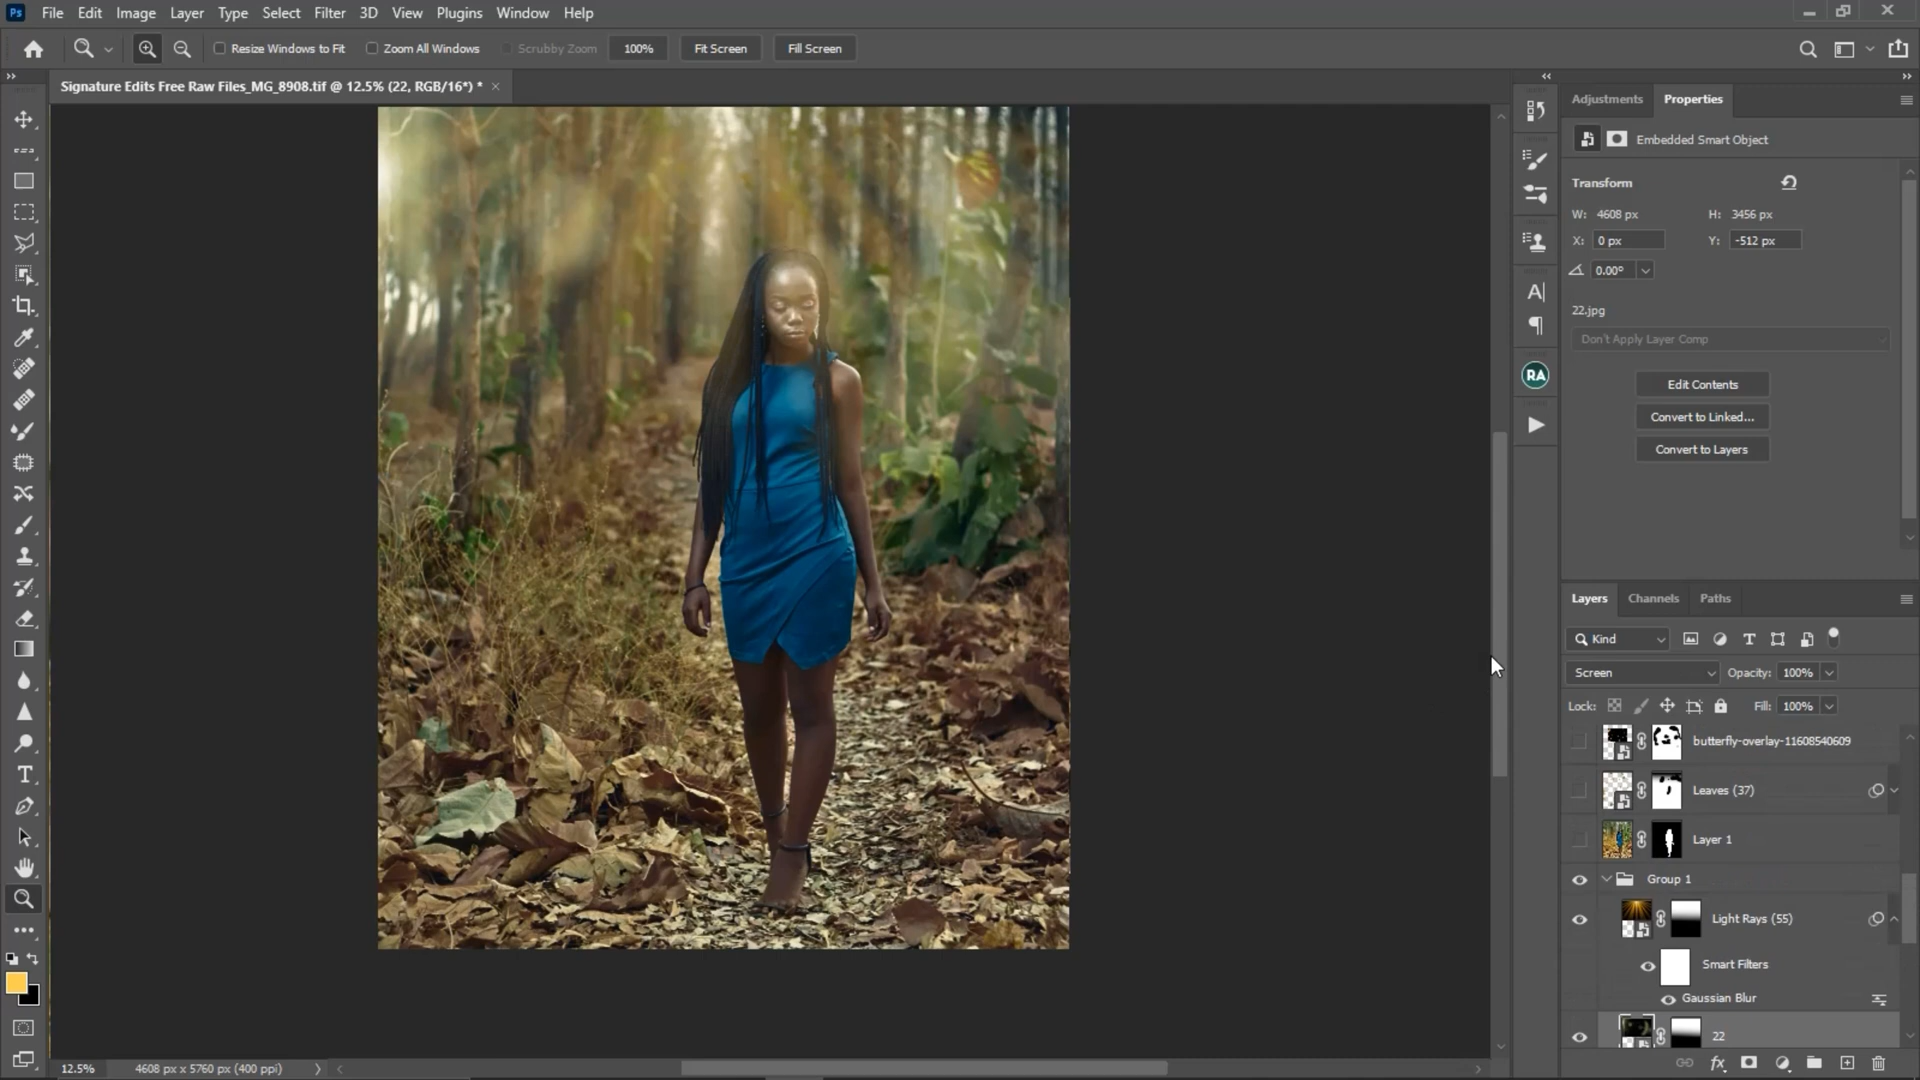 Ps File Edit Image Layer Type Select Filter 3D View Plugins Window Help
Resize Windows to Fit Zoom All Windows Scrubby Zoom 100% Fit Screen Fill Screen
Signature Edits Free Raw Files_MG_8908.tif @ 12.5% (22, RGB/16*) *
Adjustments Properties
Embedded Smart Object
Transform
W: 4608 px H: 3456 px
X: 0 px Y: -512 px
0.00°
22.jpg
Don't Apply Layer Comp
Edit Contents
Convert to Linked...
Convert to Layers
RA
Layers Channels Paths
Kind
Screen Opacity: 100%
Lock: Fill: 100%
butterfly-overlay-11608540609
Leaves (37)
Layer 1
Group 1
Light Rays (55)
Smart Filters
Gaussian Blur
22
12.5% 4608 px x 5760 px (400 ppi)